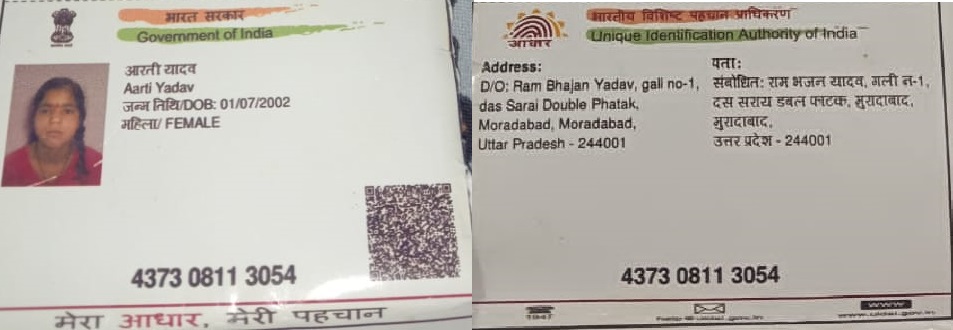 भारत सरकार
Government of India
आरती यादव
Aarti Yadav
जन्म तिथि/DOB: 01/07/2002
महिला/ FEMALE
4373 0811 3054
मेरा आधार, मेरी पहचान
भारतीय विशिष्ट पहचान प्राधिकरण
Unique Identification Authority of India
आधार
Address:
D/O: Ram Bhajan Yadav, gali no-1,
das Sarai Double Phatak,
Moradabad, Moradabad,
Uttar Pradesh - 244001
पता:
संबोधित: राम भजन यादव, गली न-1,
दस सराय डबल फाटक, मुरादाबाद,
मुरादाबाद,
उत्तर प्रदेश - 244001
4373 0811 3054
1947
www